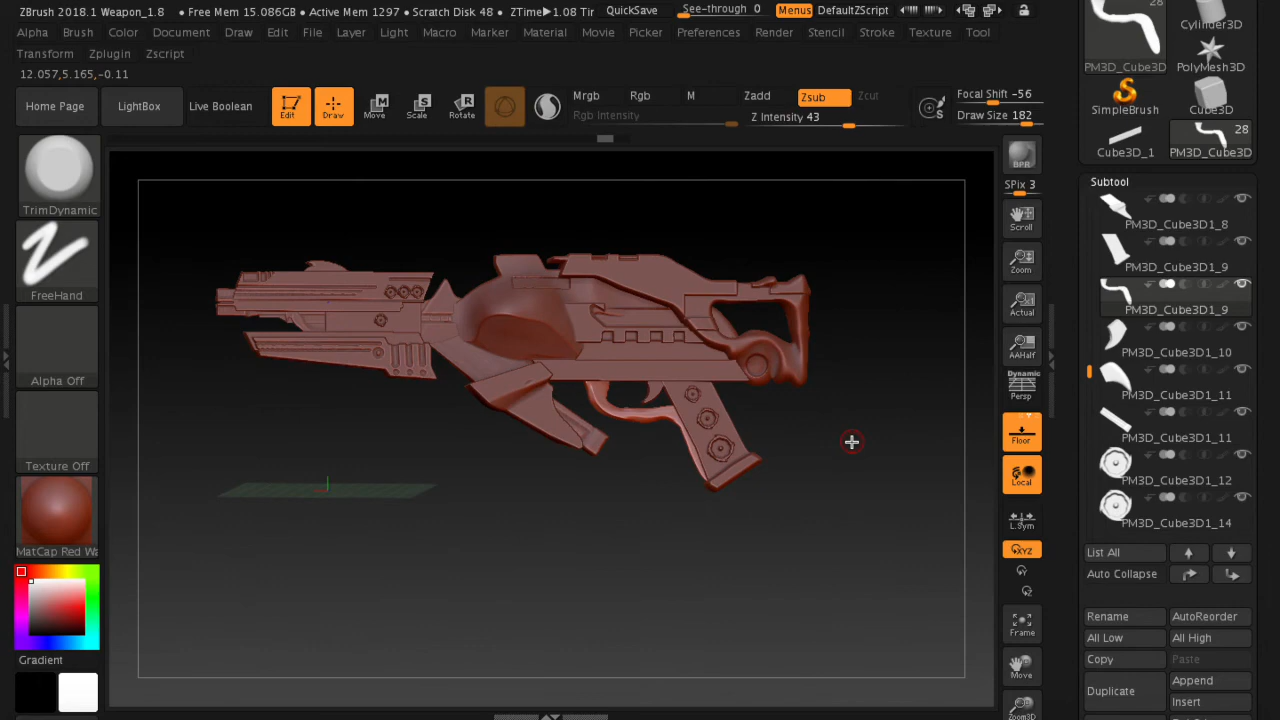 ZBrush 2018.1 Weapon_1.8 • Free Mem 15.086GB • Active Mem 1297 • Scratch Disk 48 • ZTime▶1.08 Tir QuickSave See-through 0 Menus DefaultZScript
Alpha Brush Color Document Draw Edit File Layer Light Macro Marker Material Movie Picker Preferences Render Stencil Stroke Texture Tool
Transform Zplugin Zscript
12.057,5.165,-0.11
Home Page LightBox Live Boolean Edit Draw Move Scale Rotate
Mrgb Rgb M Zadd Zsub Zcut
Rgb Intensity Z Intensity 43
Focal Shift -56
Draw Size 182
TrimDynamic
FreeHand
Alpha Off
Texture Off
MatCap Red Wa
Gradient
BPR
SPix 3
Scroll
Zoom
Actual
AAHalf
Dynamic
Persp
Floor
Local
L.Sym
XYZ
Y
Z
Frame
Move
Zoom3D
28
Cylinder3D
PM3D_Cube3D
PolyMesh3D
SimpleBrush
Cube3D
28
Cube3D_1
PM3D_Cube3D
Subtool
PM3D_Cube3D1_8
PM3D_Cube3D1_9
PM3D_Cube3D1_9
PM3D_Cube3D1_10
PM3D_Cube3D1_11
PM3D_Cube3D1_11
PM3D_Cube3D1_12
PM3D_Cube3D1_14
List All
Auto Collapse
Rename AutoReorder
All Low All High
Copy Paste
Duplicate Append
Insert